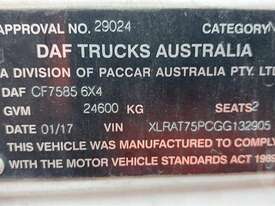 APPROVAL NO. 29024 CATEGORY N
DAF TRUCKS AUSTRALIA
A DIVISION OF PACCAR AUSTRALIA PTY. LTD
DAF CF7585 6X4
GVM 24600 KG SEATS 2
DATE 01/17 VIN XLRAT75PCGG132905
THIS VEHICLE WAS MANUFACTURED TO COMPLY
WITH THE MOTOR VEHICLE STANDARDS ACT 1989